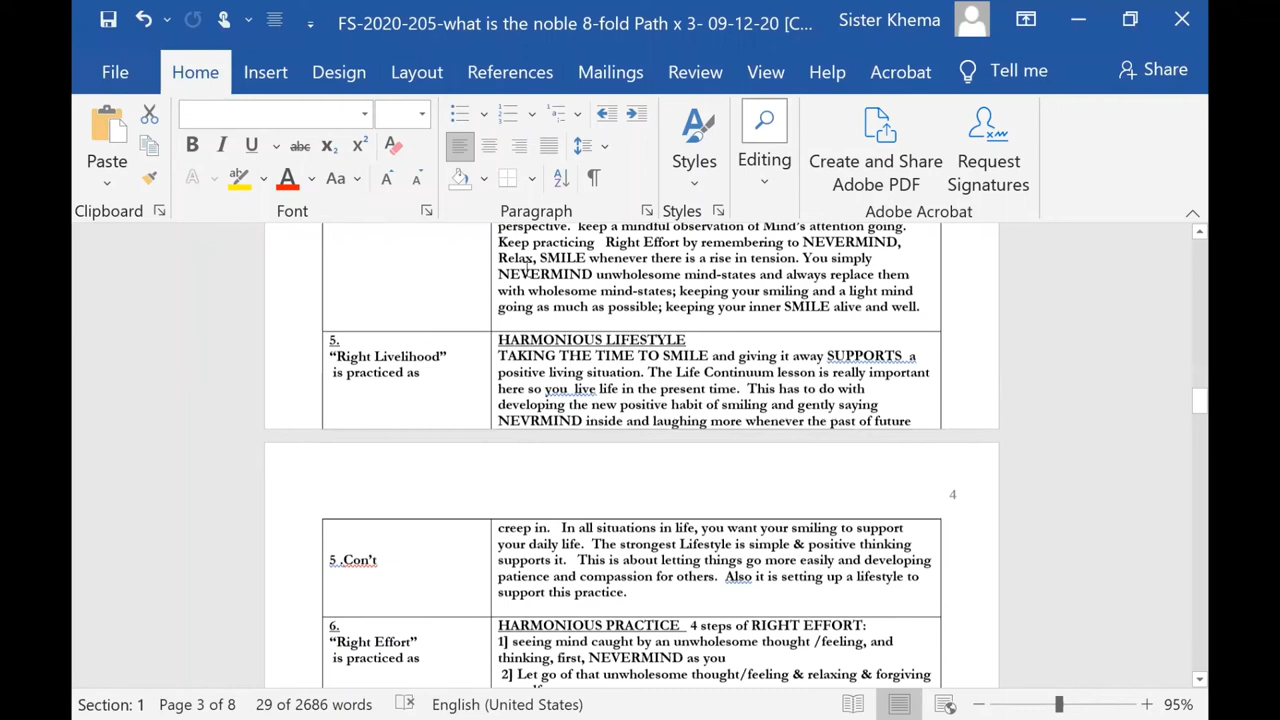 FS-2020-205-what is the noble 8-fold Path x 3- 09-12-20 [C...
Sister Khema
File Home Insert Design Layout References Mailings Review View Help Acrobat Tell me Share
Paste
B I U abc x2 x2
A A Aa A A
Styles
Editing
Create and Share
Adobe PDF
Request
Signatures
Clipboard Font Paragraph Styles Adobe Acrobat
perspective. keep a mindful observation of Mind's attention going.
Keep practicing Right Effort by remembering to NEVERMIND,
Relax, SMILE whenever there is a rise in tension. You simply
NEVERMIND unwholesome mind-states and always replace them
with wholesome mind-states; keeping your smiling and a light mind
going as much as possible; keeping your inner SMILE alive and well.
5.
"Right Livelihood"
is practiced as
HARMONIOUS LIFESTYLE
TAKING THE TIME TO SMILE and giving it away SUPPORTS a
positive living situation. The Life Continuum lesson is really important
here so you live life in the present time. This has to do with
developing the new positive habit of smiling and gently saying
NEVRMIND inside and laughing more whenever the past of future
4
5 .Con't
creep in. In all situations in life, you want your smiling to support
your daily life. The strongest Lifestyle is simple & positive thinking
supports it. This is about letting things go more easily and developing
patience and compassion for others. Also it is setting up a lifestyle to
support this practice.
6.
"Right Effort"
is practiced as
HARMONIOUS PRACTICE 4 steps of RIGHT EFFORT:
1] seeing mind caught by an unwholesome thought /feeling, and
thinking, first, NEVERMIND as you
2] Let go of that unwholesome thought/feeling & relaxing & forgiving
Section: 1 Page 3 of 8 29 of 2686 words English (United States) 95%